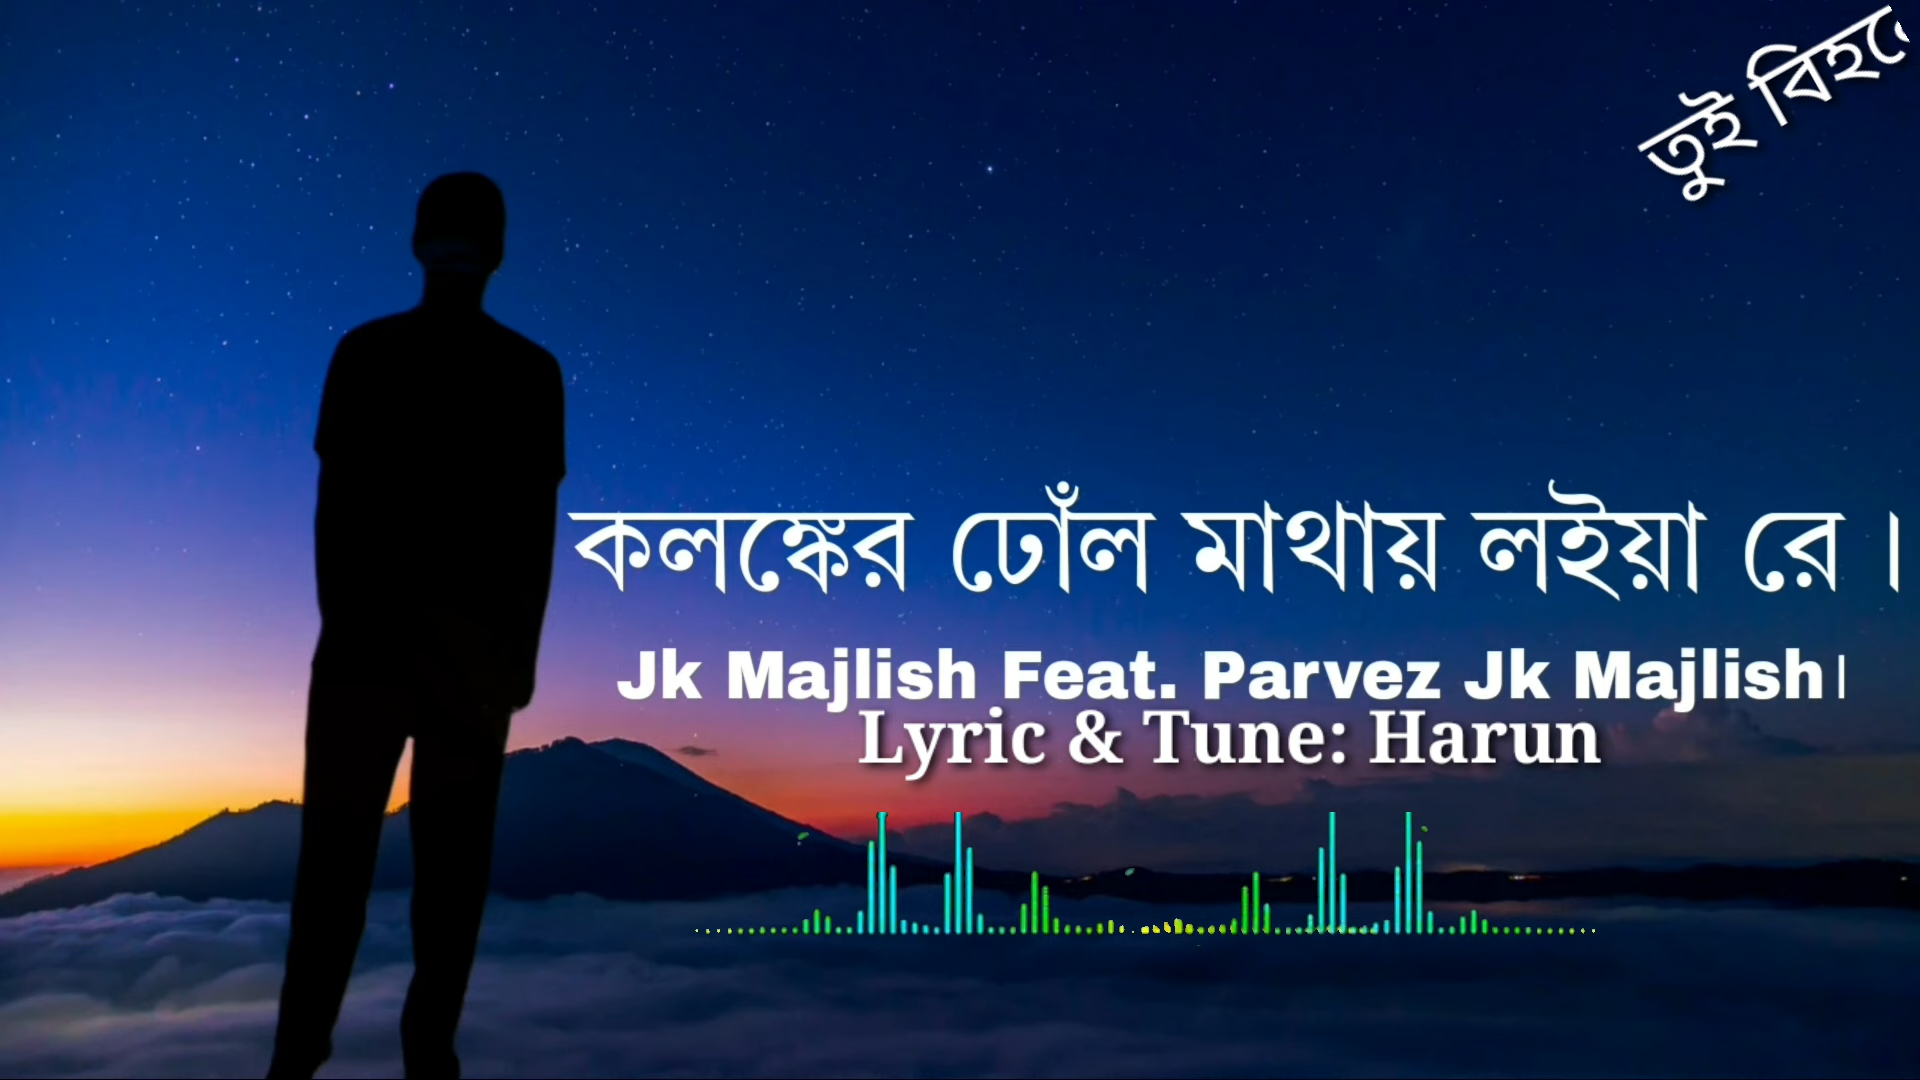 তুই
কলঙ্কের ঢোঁল মাথায় লইয়া রে ।
Jk Majlish Feat. Parvez Jk Majlish।
Lyric & Tune: Harun